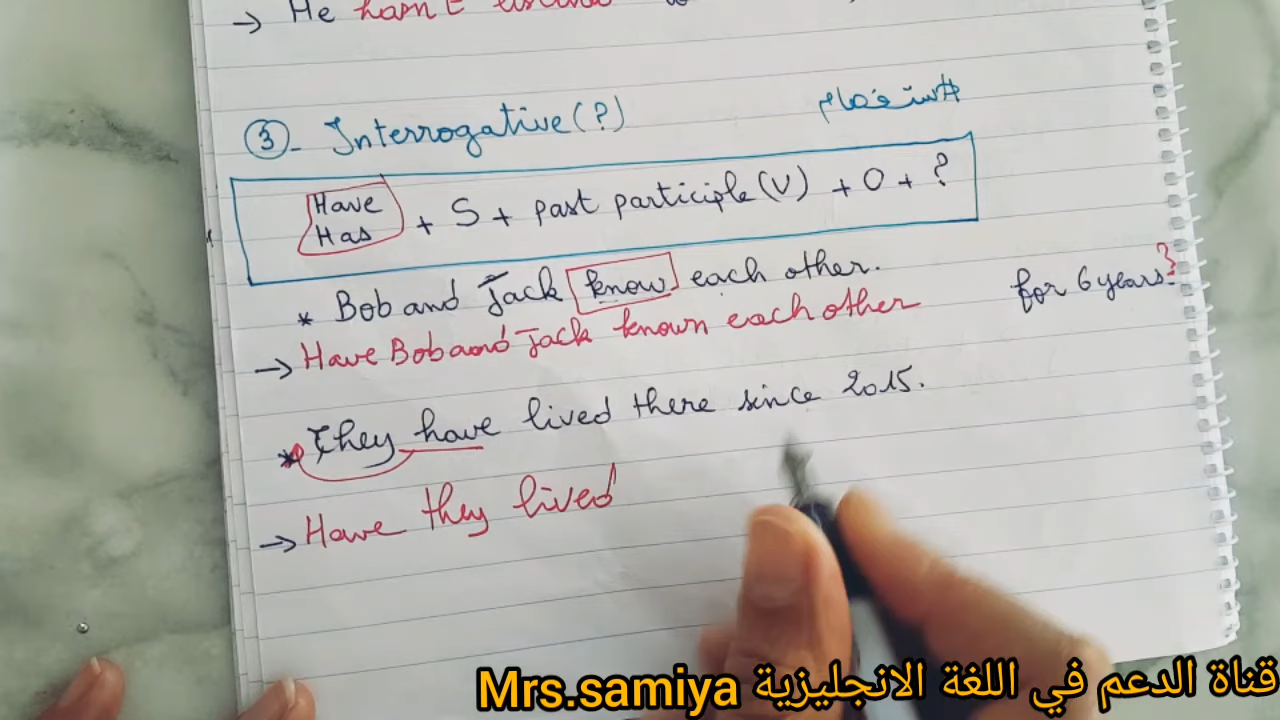 → He hasn't
③- Interrogative (?) استفهام
Have
Has + S + past participle (V) + O + ?
* Bob and Jack know each other.
→ Have Bob and Jack known each other for 6 years?
* They have lived there since 2015.
→ Have they lived
Mrs.samiya قناة الدعم في اللغة الانجليزية